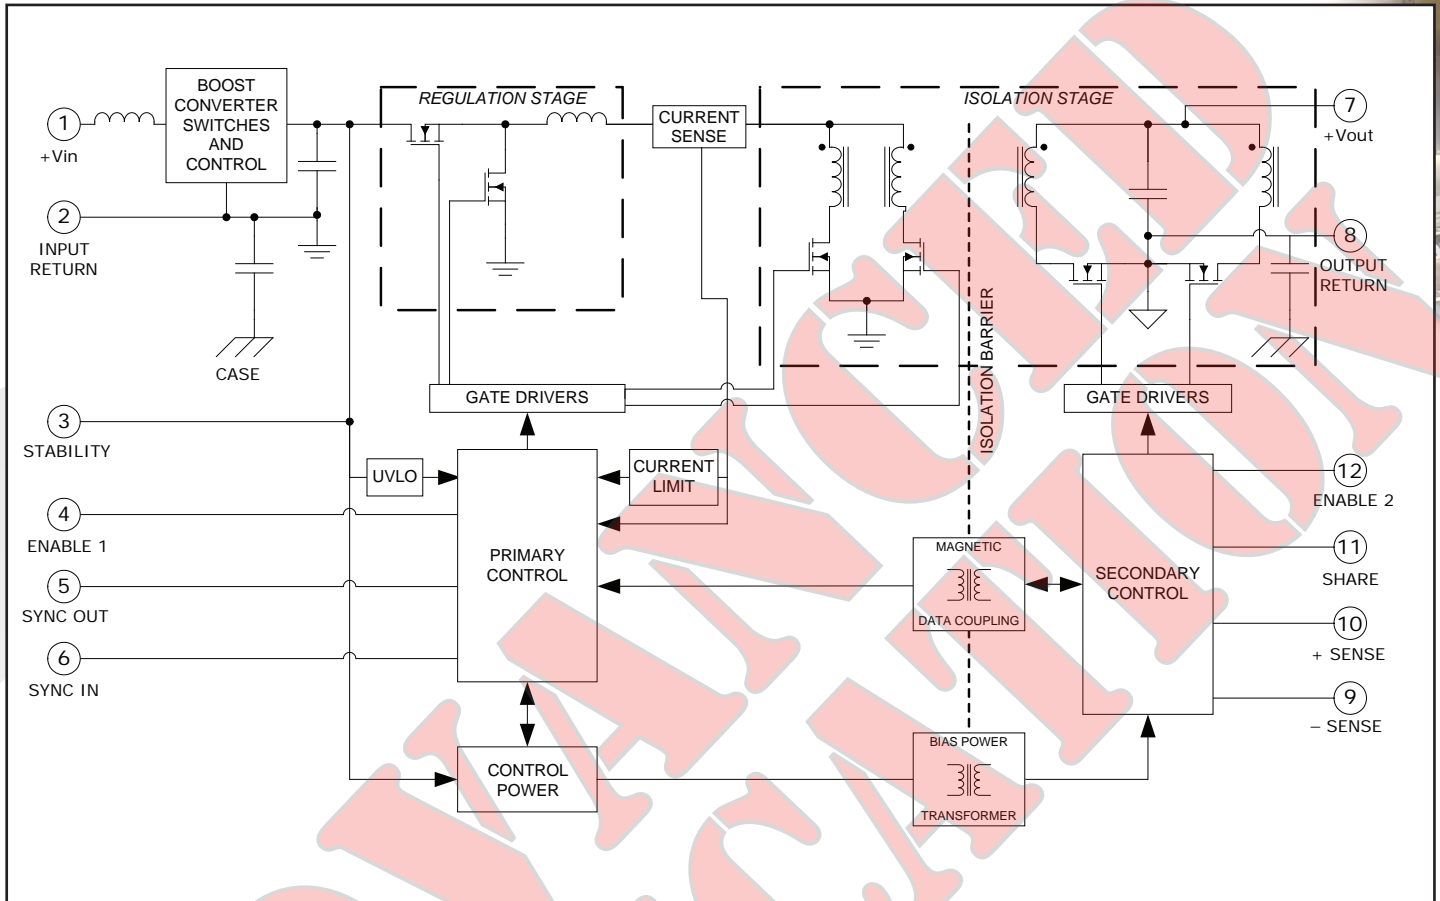 BOOST
CONVERTER
SWITCHES
AND
CONTROL
REGULATION STAGE
CURRENT
SENSE
ISOLATION STAGE
1
+Vin
2
INPUT
RETURN
CASE
7
+Vout
8
OUTPUT
RETURN
ISOLATION BARRIER
GATE DRIVERS
GATE DRIVERS
3
STABILITY
UVLO
CURRENT
LIMIT
4
ENABLE 1
5
SYNC OUT
6
SYNC IN
PRIMARY
CONTROL
MAGNETIC
DATA COUPLING
SECONDARY
CONTROL
12
ENABLE 2
11
SHARE
10
+ SENSE
9
– SENSE
CONTROL
POWER
BIAS POWER
TRANSFORMER